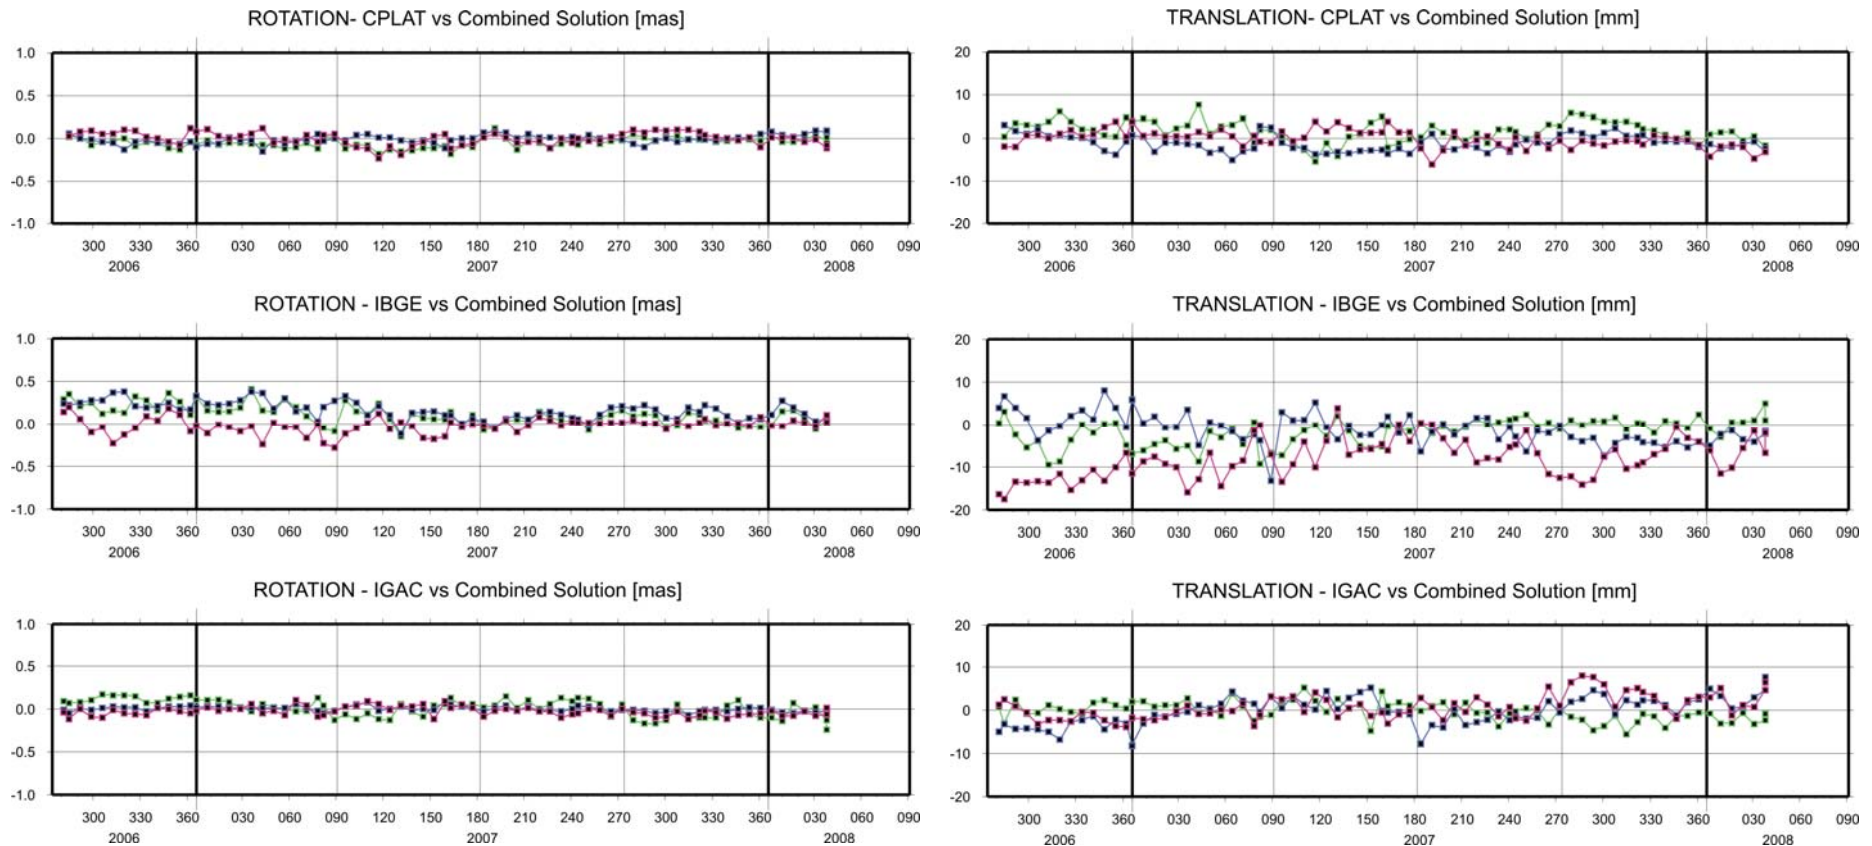 ROTATION- CPLAT vs Combined Solution [mas]
1.0
0.5
0.0
-0.5
-1.0
300 330 360 030 060 090 120 150 180 210 240 270 300 330 360 030 060 090
2006 2007 2008
TRANSLATION- CPLAT vs Combined Solution [mm]
20
10
0
-10
-20
300 330 360 030 060 090 120 150 180 210 240 270 300 330 360 030 060 090
2006 2007 2008
ROTATION - IBGE vs Combined Solution [mas]
1.0
0.5
0.0
-0.5
-1.0
300 330 360 030 060 090 120 150 180 210 240 270 300 330 360 030 060 090
2006 2007 2008
TRANSLATION - IBGE vs Combined Solution [mm]
20
10
0
-10
-20
300 330 360 030 060 090 120 150 180 210 240 270 300 330 360 030 060 090
2006 2007 2008
ROTATION - IGAC vs Combined Solution [mas]
1.0
0.5
0.0
-0.5
-1.0
300 330 360 030 060 090 120 150 180 210 240 270 300 330 360 030 060 090
2006 2007 2008
TRANSLATION - IGAC vs Combined Solution [mm]
20
10
0
-10
-20
300 330 360 030 060 090 120 150 180 210 240 270 300 330 360 030 060 090
2006 2007 2008